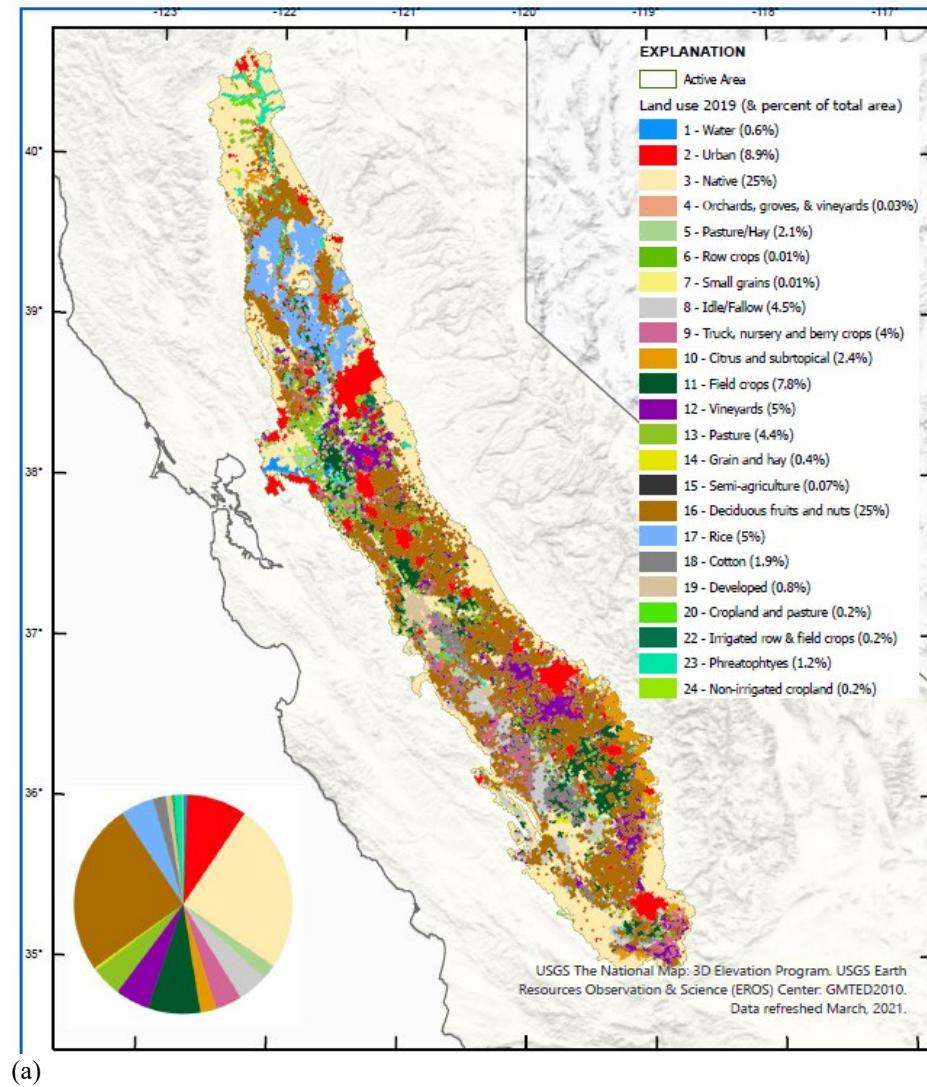 -123° -122° -121° -120° -119° -118° -117°
40°
39°
38°
37°
36°
35°
EXPLANATION
Active Area
Land use 2019 (& percent of total area)
1 - Water (0.6%)
2 - Urban (8.9%)
3 - Native (25%)
4 - Orchards, groves, & vineyards (0.03%)
5 - Pasture/Hay (2.1%)
6 - Row crops (0.01%)
7 - Small grains (0.01%)
8 - Idle/Fallow (4.5%)
9 - Truck, nursery and berry crops (4%)
10 - Citrus and subtropical (2.4%)
11 - Field crops (7.8%)
12 - Vineyards (5%)
13 - Pasture (4.4%)
14 - Grain and hay (0.4%)
15 - Semi-agriculture (0.07%)
16 - Deciduous fruits and nuts (25%)
17 - Rice (5%)
18 - Cotton (1.9%)
19 - Developed (0.8%)
20 - Cropland and pasture (0.2%)
22 - Irrigated row & field crops (0.2%)
23 - Phreatophtyes (1.2%)
24 - Non-irrigated cropland (0.2%)
USGS The National Map: 3D Elevation Program. USGS Earth
Resources Observation & Science (EROS) Center: GMTED2010.
Data refreshed March, 2021.
(a)